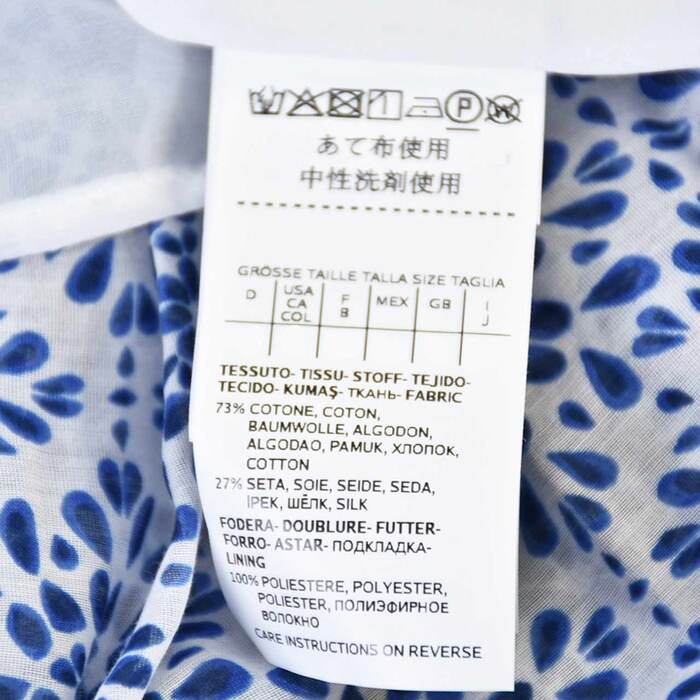 P
あて布使用
中性洗剤使用
GRÖSSE TAILLE TALLA SIZE TAGLIA
D USA CA COL F B MEX GB I J
TESSUTO- TISSU- STOFF- TEJIDO-
TECIDO- KUMAŞ- ТКАНЬ- FABRIC
73% COTONE, COTON,
BAUMWOLLE, ALGODON,
ALGODAO, PAMUK, ХЛОПОК,
COTTON
27% SETA, SOIE, SEIDE, SEDA,
İPEK, ШЁЛК, SILK
FODERA- DOUBLURE- FUTTER-
FORRO- ASTAR- ПОДКЛАДКА-
LINING
100% POLIESTERE, POLYESTER,
POLIESTER, ПОЛИЭФИРНОЕ
ВОЛОКНО
CARE INSTRUCTIONS ON REVERSE